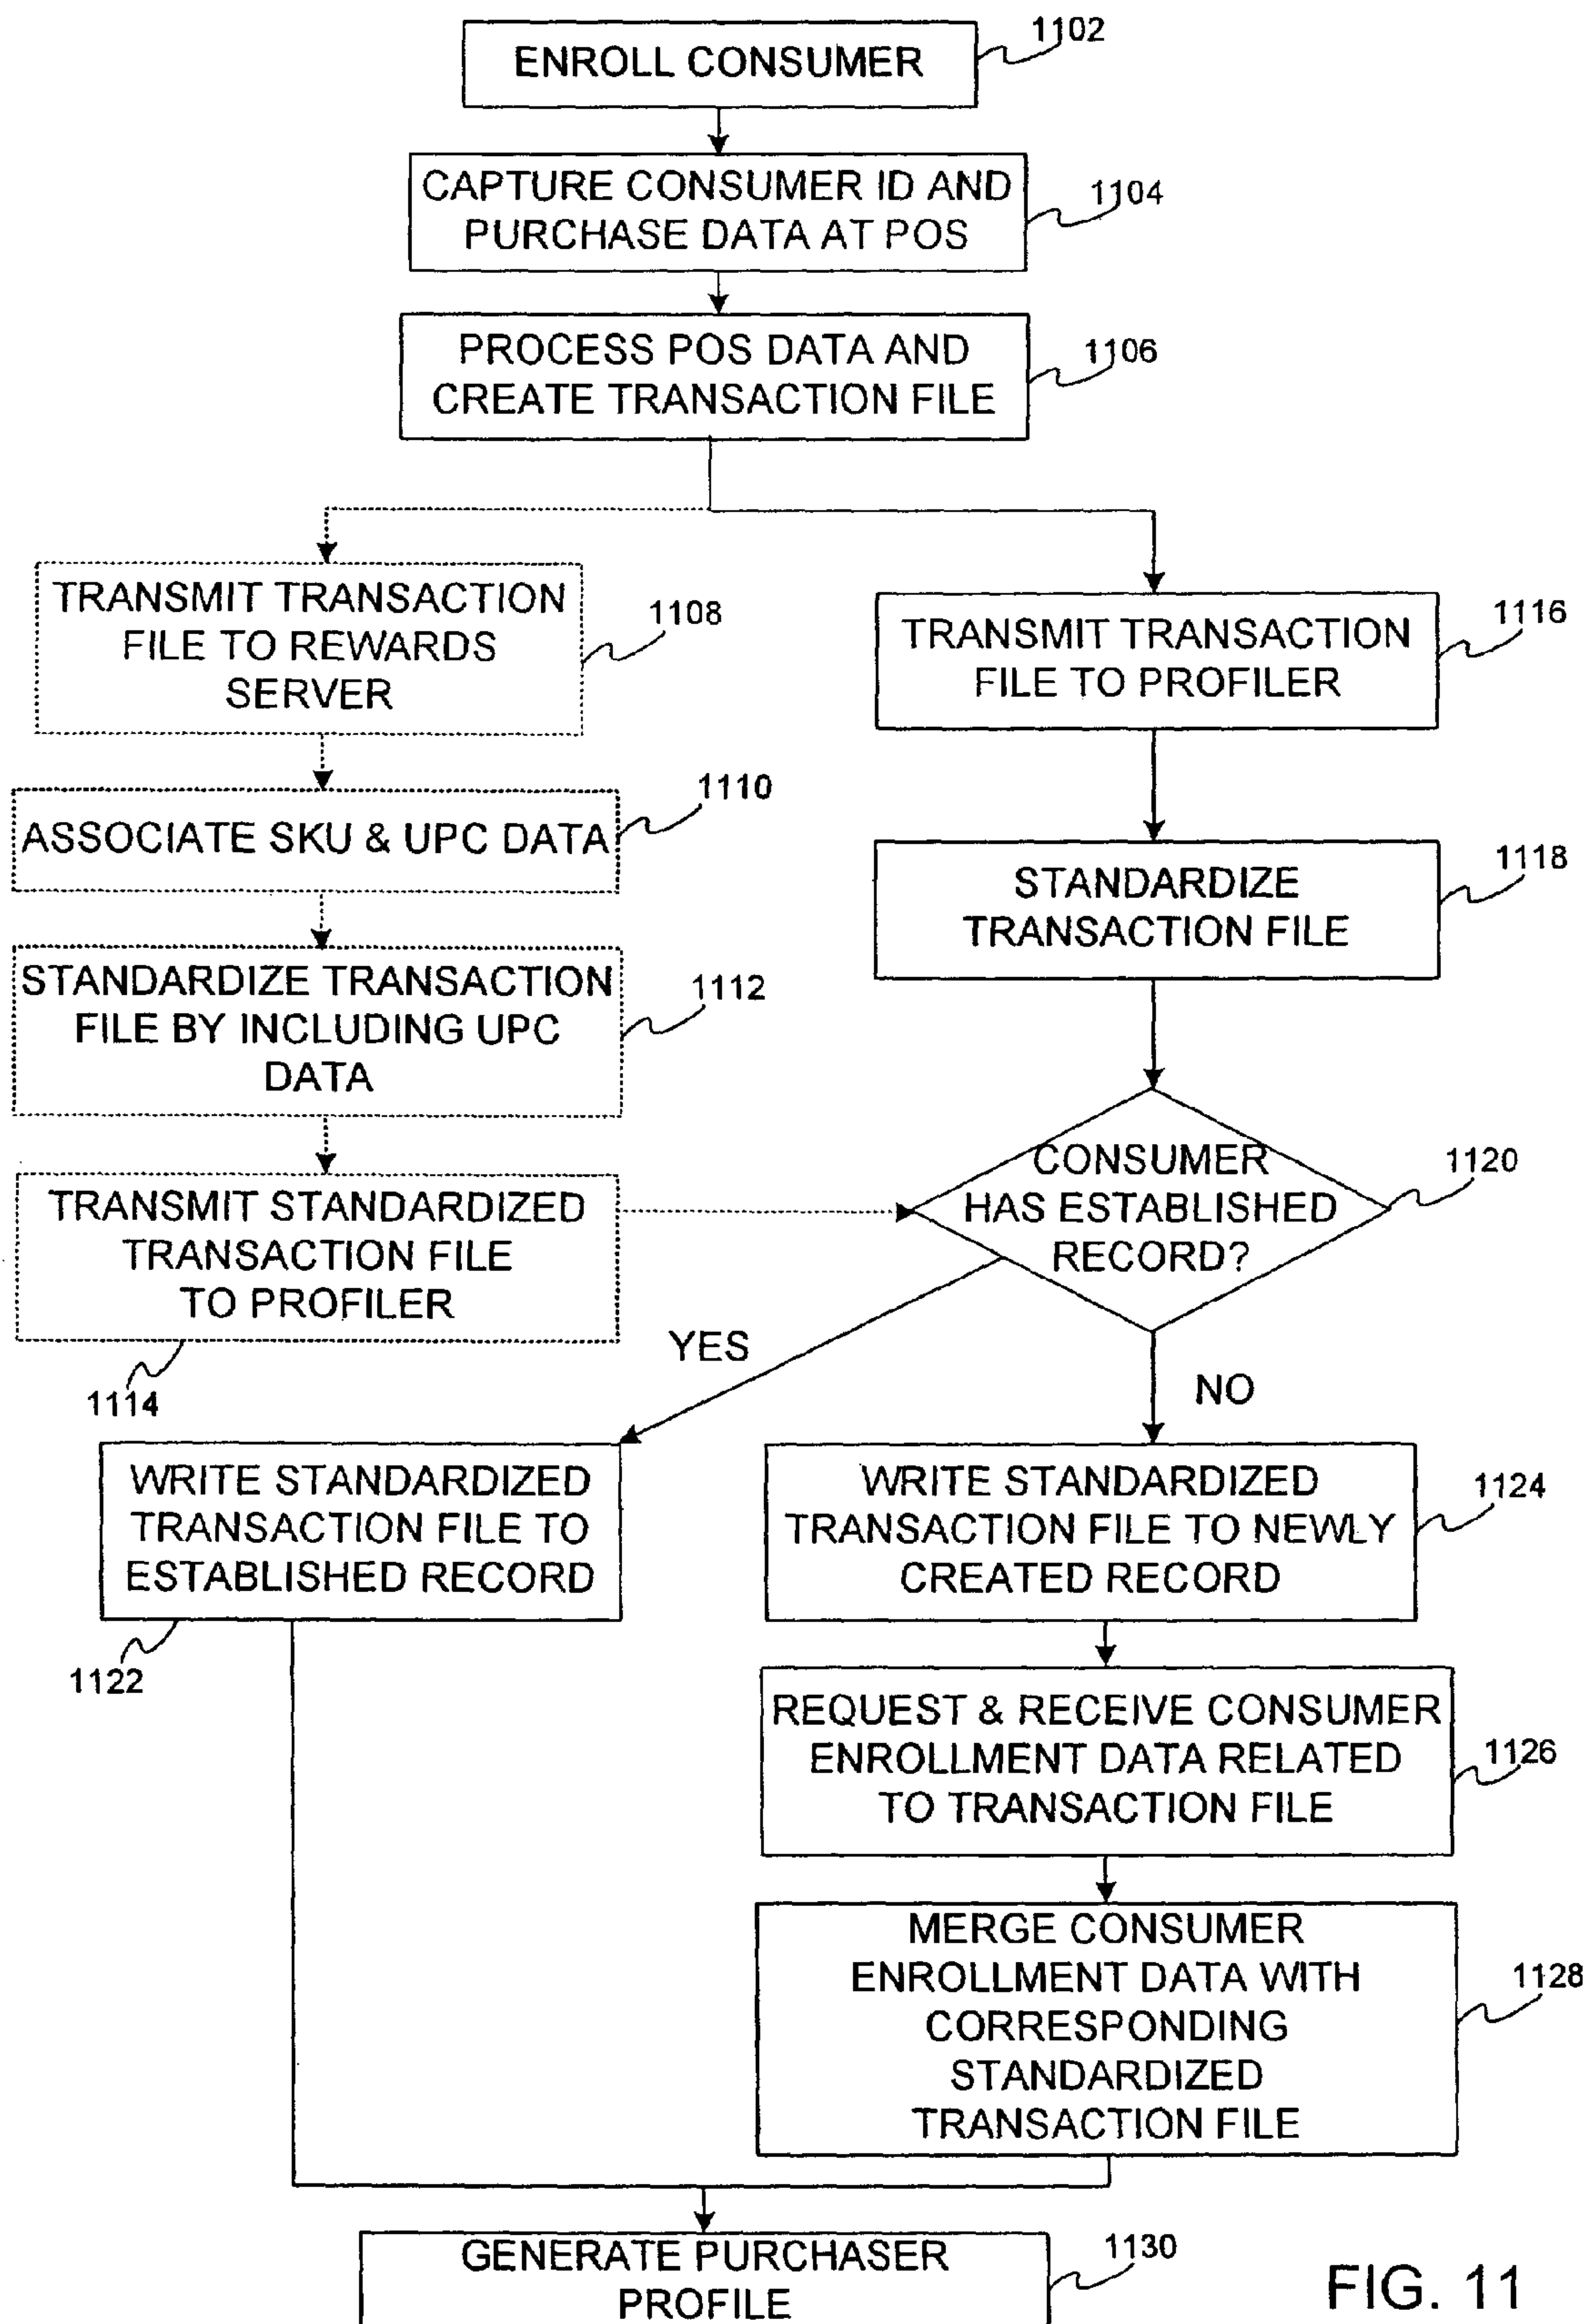 1102
ENROLL CONSUMER
CAPTURE CONSUMER ID AND
PURCHASE DATA AT POS
1104
PROCESS POS DATA AND
CREATE TRANSACTION FILE
1106
TRANSMIT TRANSACTION
FILE TO REWARDS
SERVER
1108
ASSOCIATE SKU & UPC DATA
1110
STANDARDIZE TRANSACTION
FILE BY INCLUDING UPC
DATA
1112
TRANSMIT STANDARDIZED
TRANSACTION FILE
TO PROFILER
1114
TRANSMIT TRANSACTION
FILE TO PROFILER
1116
STANDARDIZE
TRANSACTION FILE
1118
CONSUMER
HAS ESTABLISHED
RECORD?
1120
YES
NO
WRITE STANDARDIZED
TRANSACTION FILE TO
ESTABLISHED RECORD
1122
WRITE STANDARDIZED
TRANSACTION FILE TO NEWLY
CREATED RECORD
1124
REQUEST & RECEIVE CONSUMER
ENROLLMENT DATA RELATED
TO TRANSACTION FILE
1126
MERGE CONSUMER
ENROLLMENT DATA WITH
CORRESPONDING
STANDARDIZED
TRANSACTION FILE
1128
GENERATE PURCHASER
PROFILE
1130
FIG. 11